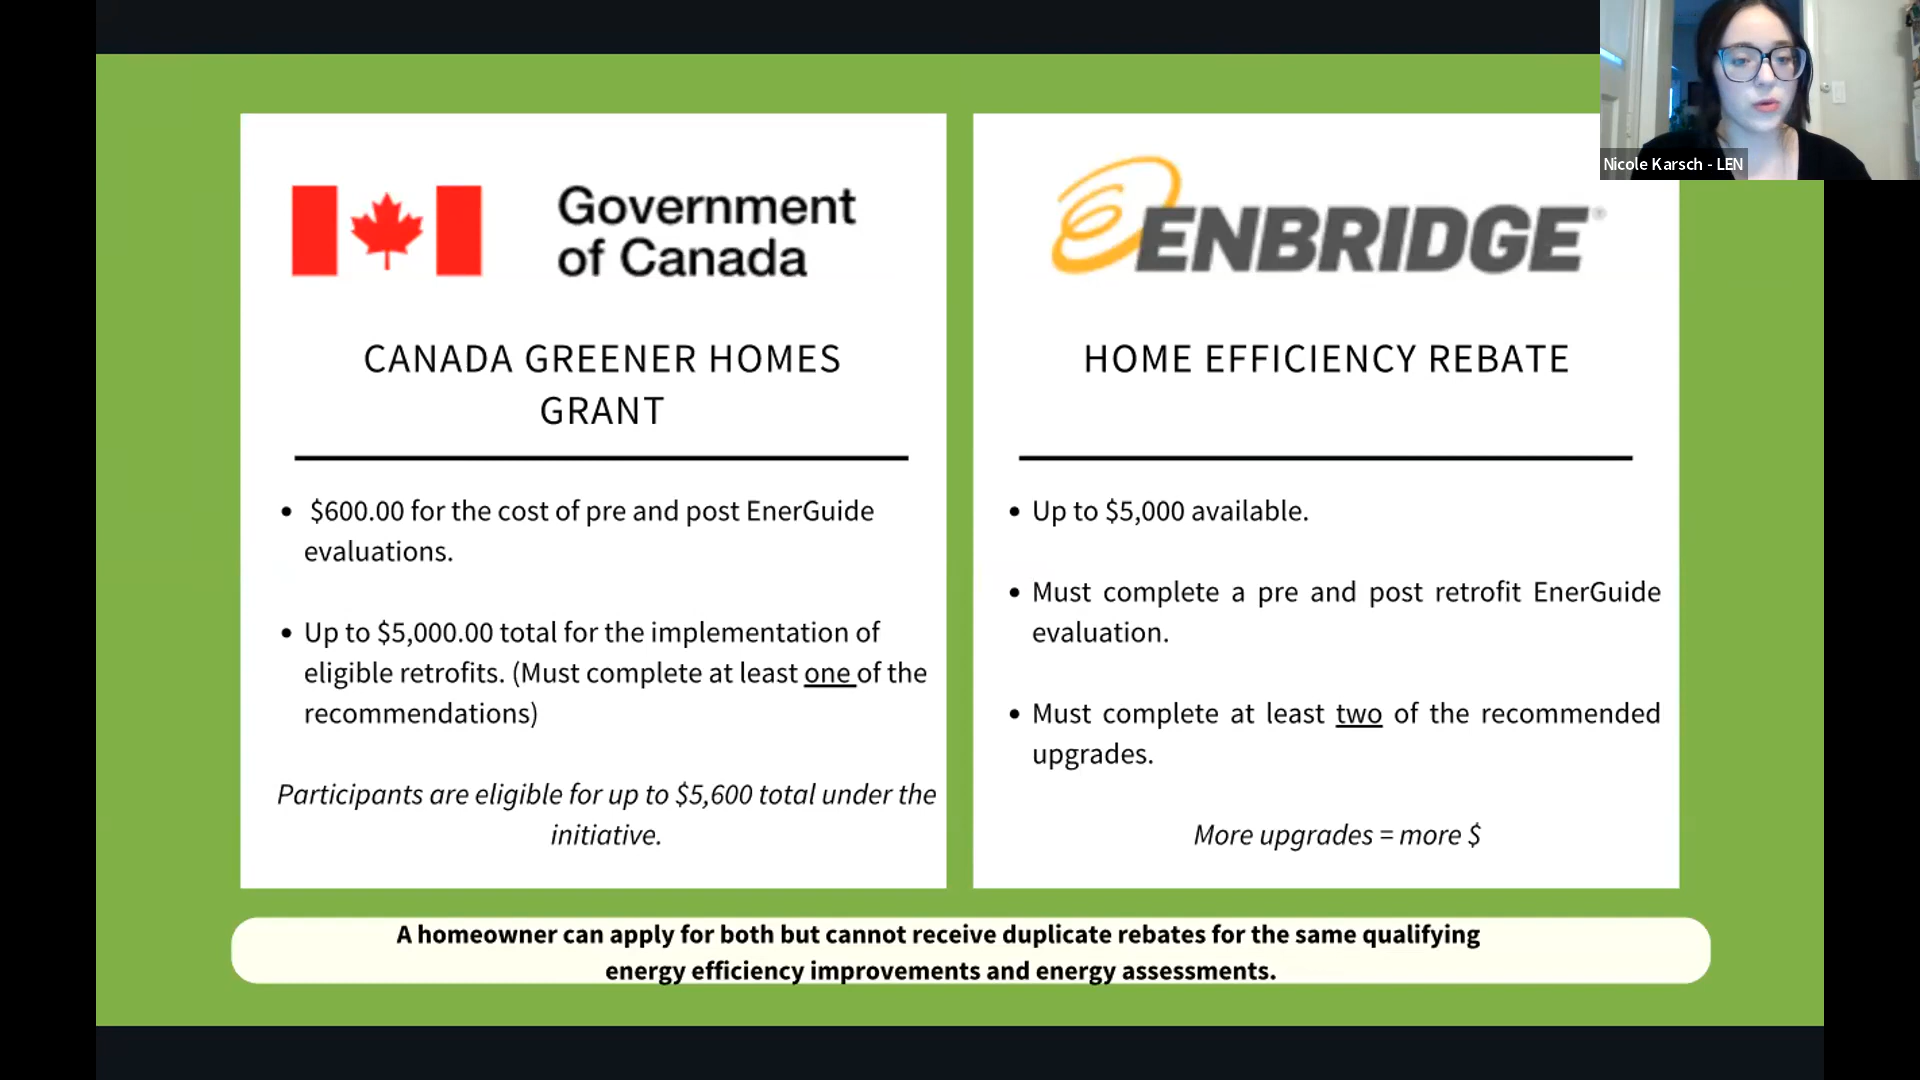 Nicole Karsch - LEN
Government
of Canada
CANADA GREENER HOMES
GRANT
• $600.00 for the cost of pre and post EnerGuide
evaluations.
• Up to $5,000.00 total for the implementation of
eligible retrofits. (Must complete at least one of the
recommendations)
Participants are eligible for up to $5,600 total under the
initiative.
ENBRIDGE®
HOME EFFICIENCY REBATE
• Up to $5,000 available.
• Must complete a pre and post retrofit EnerGuide
evaluation.
• Must complete at least two of the recommended
upgrades.
More upgrades = more $
A homeowner can apply for both but cannot receive duplicate rebates for the same qualifying
energy efficiency improvements and energy assessments.